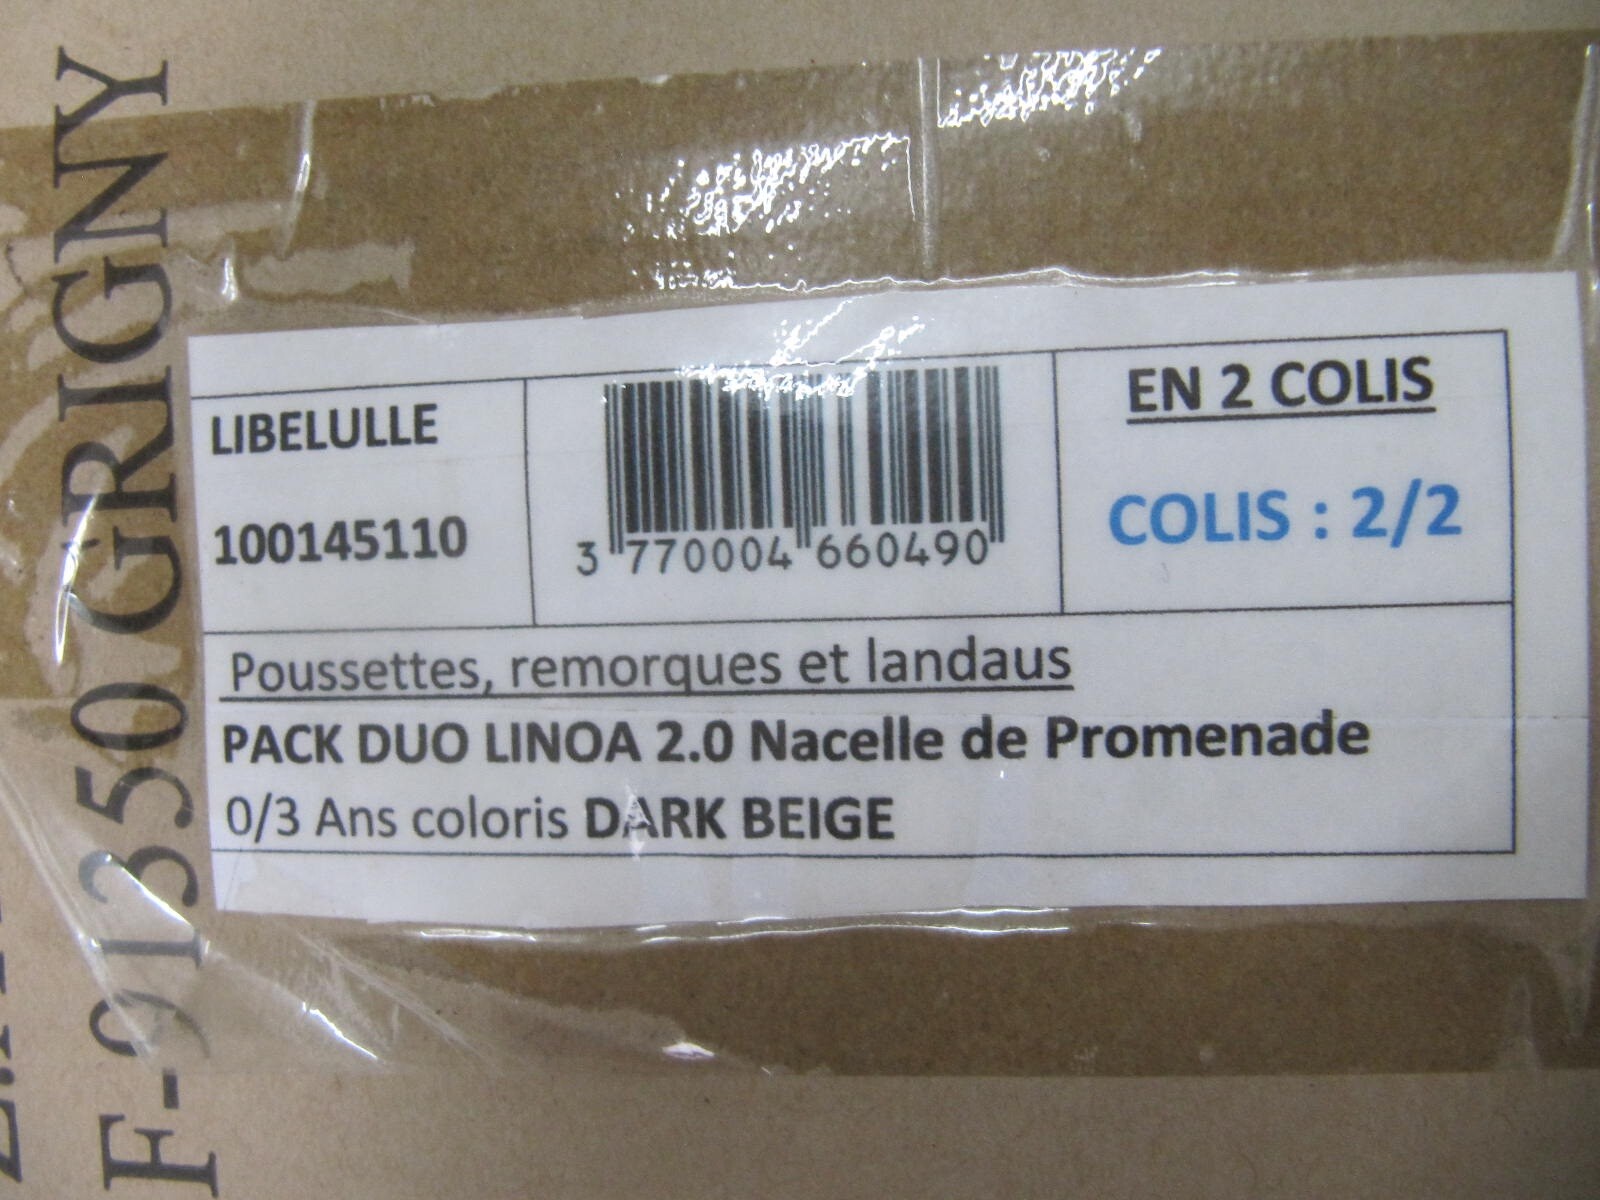 LIBELULLE
100145110
3 770004 660490
EN 2 COLIS
COLIS : 2/2
Poussettes, remorques et landaus
PACK DUO LINOA 2.0 Nacelle de Promenade
0/3 Ans coloris DARK BEIGE
F-91350 GRIGNY